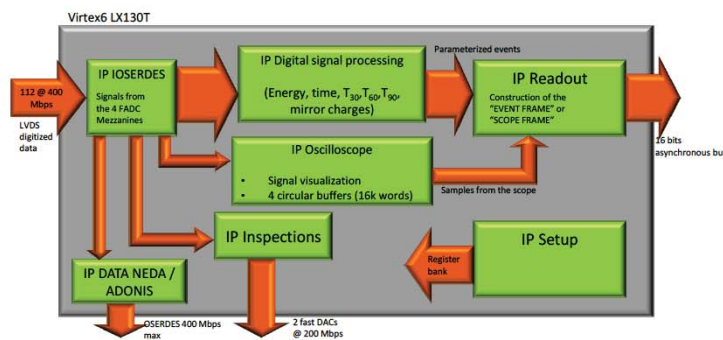 Virtex6 LX130T
112 @ 400
Mbps
LVDS
digitized
data
IP IOSERDES
Signals from
the 4 FADC
Mezzanines
IP Digital signal processing
(Energy, time, T30,T60,T90,
mirror charges)
Parameterized events
IP Readout
Construction of the
"EVENT FRAME" or
"SCOPE FRAME"
16 bits
asynchronous bu
IP Oscilloscope
• Signal visualization
• 4 circular buffers (16k words)
Samples from the scope
IP Inspections
Register
bank
IP Setup
IP DATA NEDA /
ADONIS
OSERDES 400 Mbps
max
2 fast DACs
@ 200 Mbps